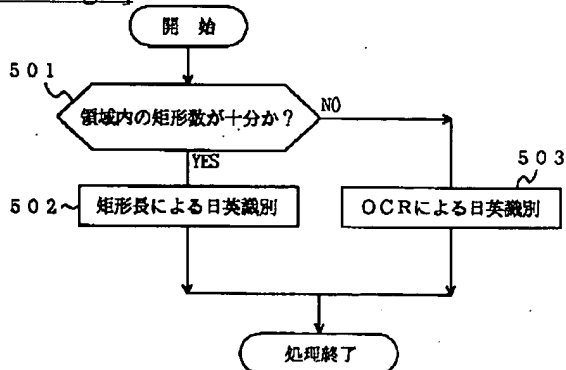 開 始
501
領域内の矩形数が十分か？
NO
YES
503
502
矩形長による日英識別
OCRによる日英識別
処理終了